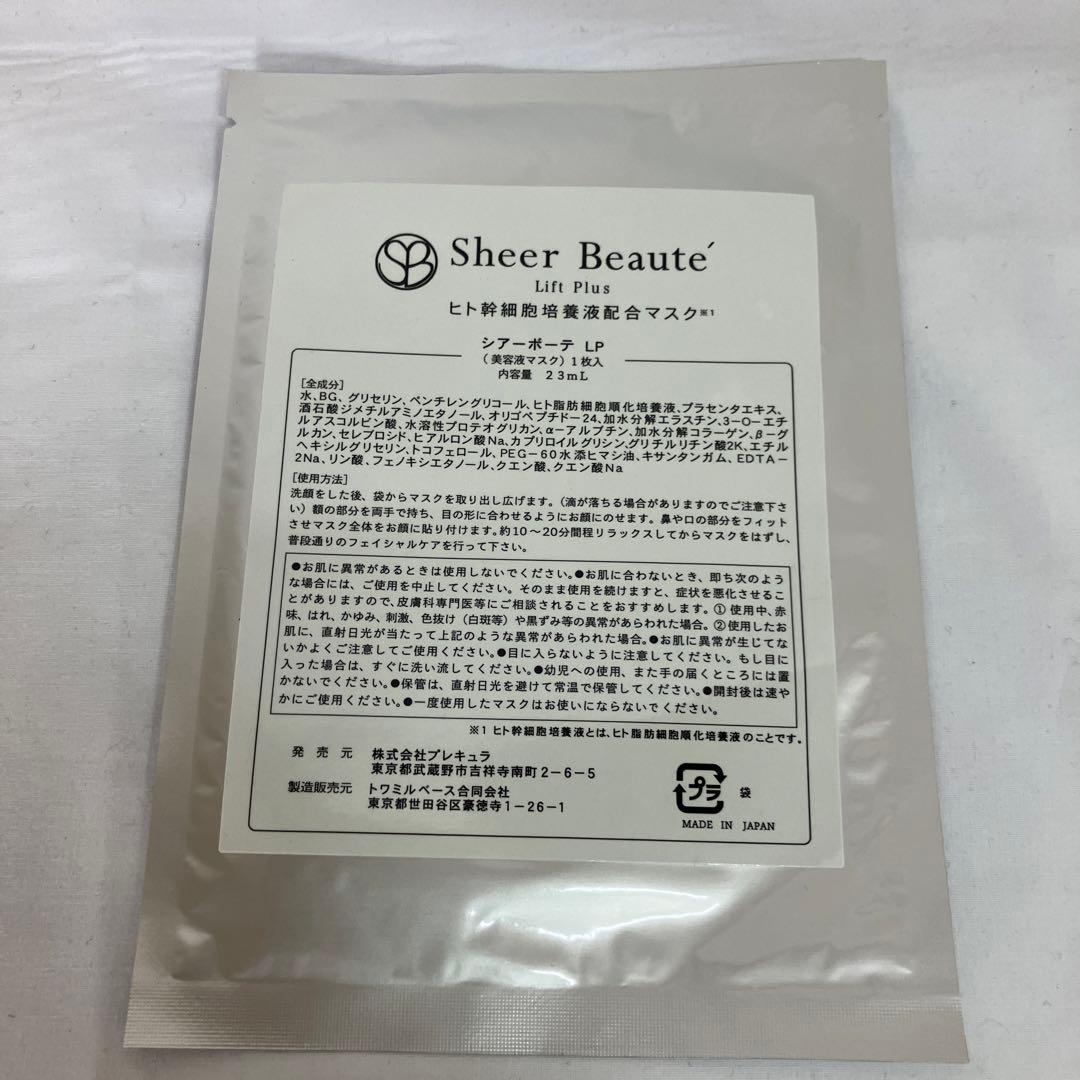 SB Sheer Beauté
Lift Plus
ヒト幹細胞培養液配合マスク※1
シアーボーテ LP
(美容液マスク) 1枚入
内容量 23mL
[全成分]
水、BG、グリセリン、ペンチレングリコール、ヒト脂肪細胞順化培養液、プラセンタエキス、
酒石酸ジメチルアミノエタノール、オリゴペプチドー24、加水分解エラスチン、3-O-エチ
ルアスコルビン酸、水溶性プロテオグリカン、α-アルブチン、加水分解コラーゲン、β-グ
ルカン、セレブロシド、ヒアルロン酸Na、カプリロイルグリシン、グリチルリチン酸2K、エチル
ヘキシルグリセリン、トコフェロール、PEG-60水添ヒマシ油、キサンタンガム、EDTA-
2Na、リン酸、フェノキシエタノール、クエン酸、クエン酸Na
[使用方法]
洗顔をした後、袋からマスクを取り出し広げます。(滴が落ちる場合がありますのでご注意下さ
い)額の部分を両手で持ち、目の形に合わせるようにお顔にのせます。鼻や口の部分をフィット
させマスク全体をお顔に貼り付けます。約10~20分間程リラックスしてからマスクをはずし、
普段通りのフェイシャルケアを行って下さい。
●お肌に異常があるときは使用しないでください。●お肌に合わないとき、即ち次のよう
な場合には、ご使用を中止してください。そのまま使用を続けますと、症状を悪化させるこ
とがありますので、皮膚科専門医等にご相談されることをおすすめします。①使用中、赤
味、はれ、かゆみ、刺激、色抜け(白斑等)や黒ずみ等の異常があらわれた場合。②使用したお
肌に、直射日光が当たって上記のような異常があらわれた場合。●お肌に異常が生じてな
いかよくご注意してご使用ください。●目に入らないように注意してください。もし目に
入った場合は、すぐに洗い流してください。●幼児への使用、また手の届くところには置
かないでください。●保管は、直射日光を避けて常温で保管してください。●開封後は速や
かにご使用ください。●一度使用したマスクはお使いにならないでください。
※1 ヒト幹細胞培養液とは、ヒト脂肪細胞順化培養液のことです。
発売元 株式会社プレキュラ
東京都武蔵野市吉祥寺南町2-6-5
製造販売元 トワミルベース合同会社
東京都世田谷区豪徳寺1-26-1
プラ 袋
MADE IN JAPAN